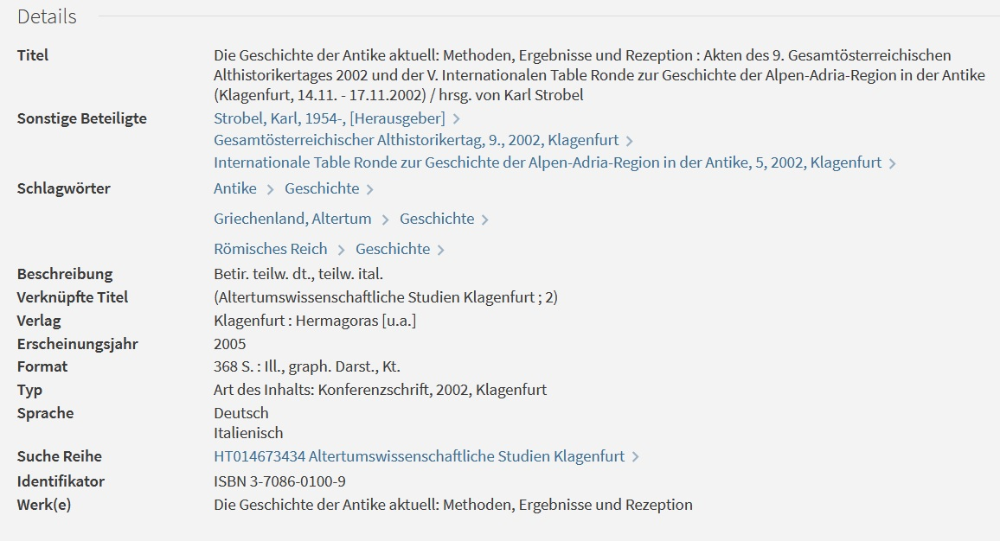 Details
Titel Die Geschichte der Antike aktuell: Methoden, Ergebnisse und Rezeption : Akten des 9. Gesamtösterreichischen
Althistorikertages 2002 und der V. Internationalen Table Ronde zur Geschichte der Alpen-Adria-Region in der Antike
(Klagenfurt, 14.11. - 17.11.2002) / hrsg. von Karl Strobel
Sonstige Beteiligte Strobel, Karl, 1954-, [Herausgeber]
Gesamtösterreichischer Althistorikertag, 9., 2002, Klagenfurt
Internationale Table Ronde zur Geschichte der Alpen-Adria-Region in der Antike, 5, 2002, Klagenfurt
Schlagwörter Antike Geschichte
Griechenland, Altertum Geschichte
Römisches Reich Geschichte
Beschreibung Betir. teilw. dt., teilw. ital.
Verknüpfte Titel (Altertumswissenschaftliche Studien Klagenfurt ; 2)
Verlag Klagenfurt : Hermagoras [u.a.]
Erscheinungsjahr 2005
Format 368 S. : Ill., graph. Darst., Kt.
Typ Art des Inhalts: Konferenzschrift, 2002, Klagenfurt
Sprache Deutsch
Italienisch
Suche Reihe HT014673434 Altertumswissenschaftliche Studien Klagenfurt
Identifikator ISBN 3-7086-0100-9
Werk(e) Die Geschichte der Antike aktuell: Methoden, Ergebnisse und Rezeption